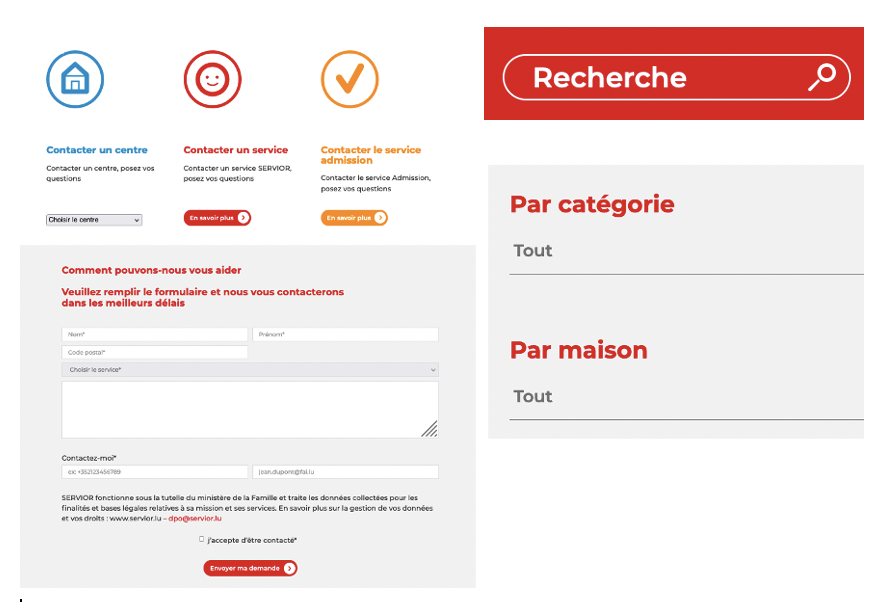 Contacter un centre
Contacter un centre, posez vos
questions
Choisir le centre
Contacter un service
Contacter un service SERVIOR,
posez vos questions
En savoir plus
Contacter le service
admission
Contacter le service Admission,
posez vos questions
En savoir plus
Comment pouvons-nous vous aider
Veuillez remplir le formulaire et nous vous contacterons
dans les meilleurs délais
Nom*
Prénom*
Code postal*
Choisir le service*
Contactez-moi*
ex: +352123456789
jean.dupont@fai.lu
SERVIOR fonctionne sous la tutelle du ministère de la Famille et traite les données collectées pour les
finalités et bases légales relatives à sa mission et ses services. En savoir plus sur la gestion de vos données
et vos droits : www.servior.lu – dpo@servior.lu
j'accepte d'être contacté*
Envoyer ma demande
Recherche
Par catégorie
Tout
Par maison
Tout